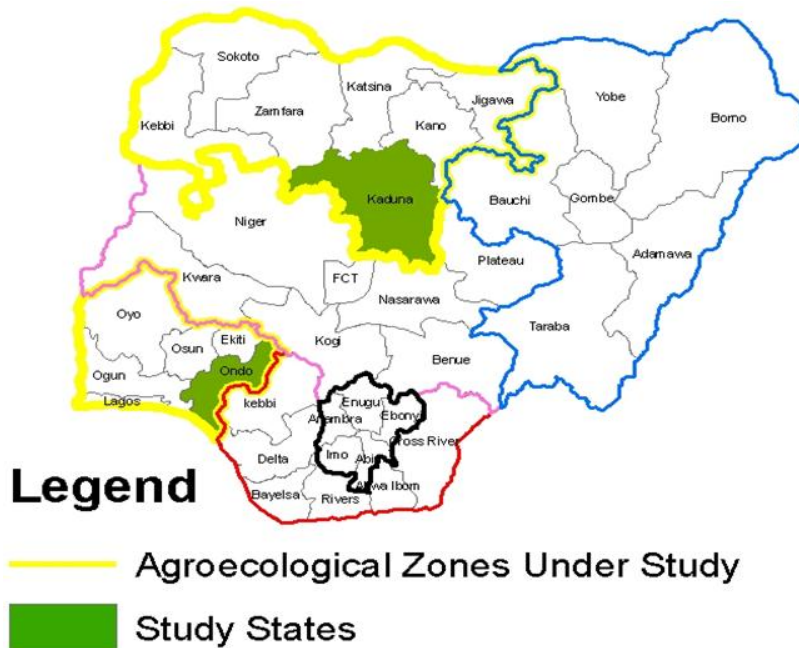 Sokoto
Katsina
Jigawa
Yobe
Borno
Zamfara
Kebbi
Kano
Kaduna
Bauchi
Gombe
Niger
Adamawa
Plateau
Kwara
FCT
Nasarawa
Taraba
Oyo
Ekiti
Osun
Kogi
Benue
Ondo
Ogun
Lagos
kebbi
Enugu
Anambra
Ebony
Cross River
Delta
Imo
Abia
Bayelsa
Rivers
Akwa Ibom
Legend
Agroecological Zones Under Study
Study States